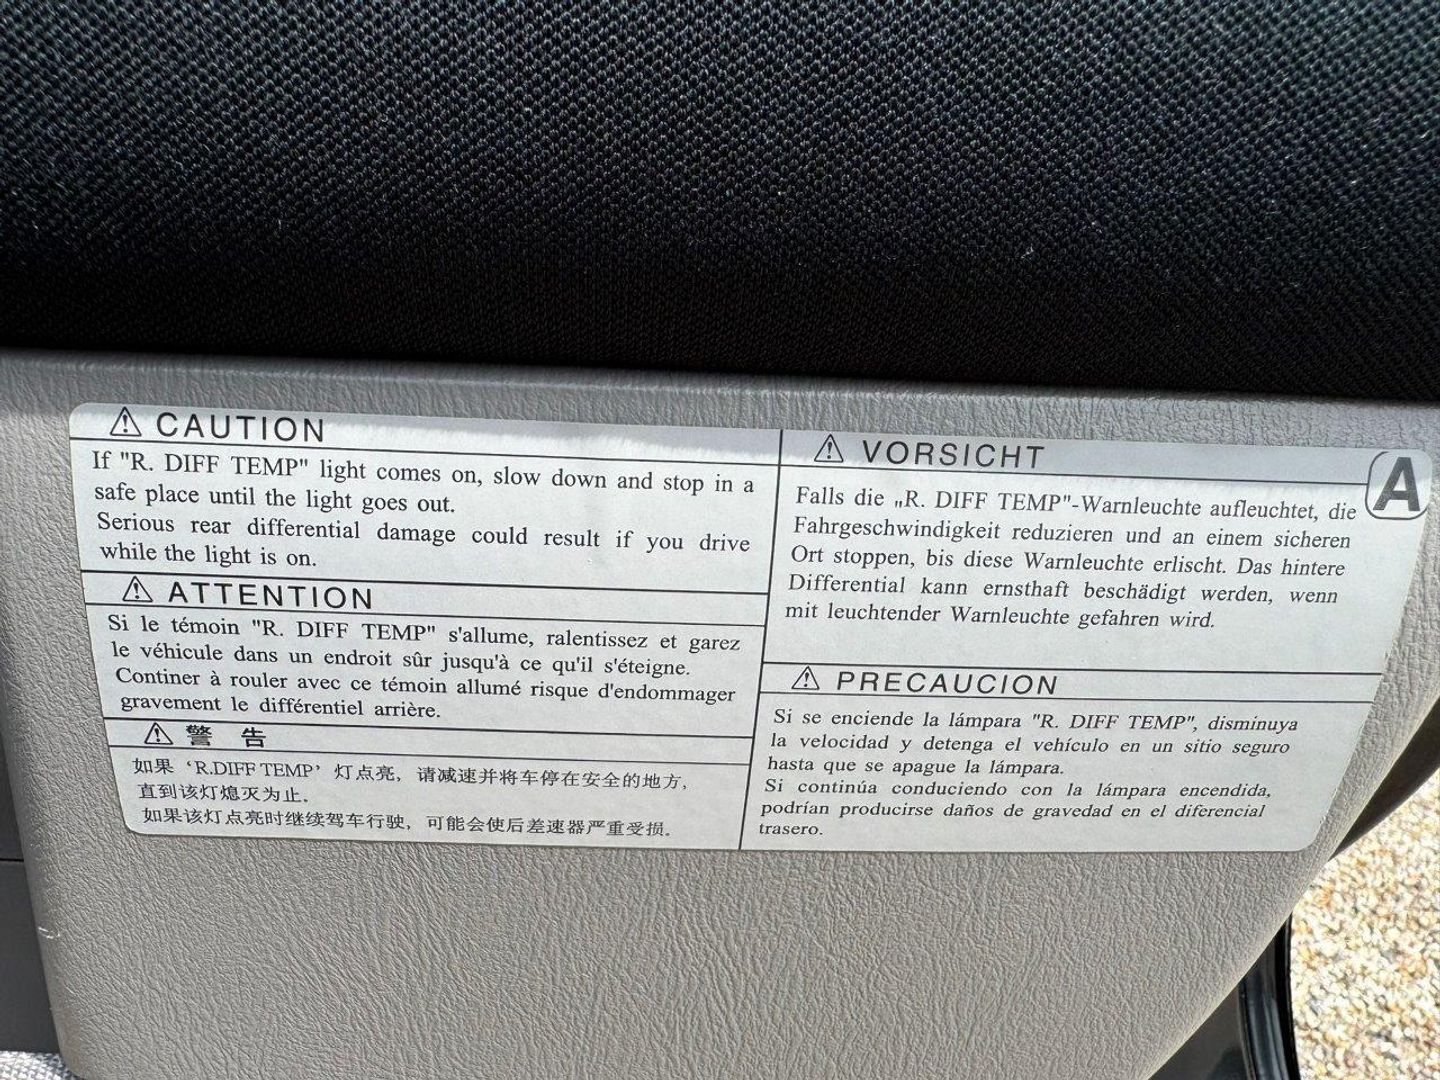 CAUTION
If "R. DIFF TEMP" light comes on, slow down and stop in a
safe place until the light goes out.
Serious rear differential damage could result if you drive
while the light is on.
ATTENTION
Si le témoin "R. DIFF TEMP" s'allume, ralentissez et garez
le véhicule dans un endroit sûr jusqu'à ce qu'il s'éteigne.
Continer à rouler avec ce témoin allumé risque d'endommager
gravement le différentiel arrière.
警 告
如果‘R.DIFF TEMP’灯点亮，请减速并将车停在安全的地方，
直到该灯熄灭为止.
如果该灯点亮时继续驾车行驶，可能会使后差速器严重受损.
VORSICHT
A
Falls die „R. DIFF TEMP"-Warnleuchte aufleuchtet, die
Fahrgeschwindigkeit reduzieren und an einem sicheren
Ort stoppen, bis diese Warnleuchte erlischt. Das hintere
Differential kann ernsthaft beschädigt werden, wenn
mit leuchtender Warnleuchte gefahren wird.
PRECAUCION
Si se enciende la lámpara "R. DIFF TEMP", disminuya
la velocidad y detenga el vehículo en un sitio seguro
hasta que se apague la lámpara.
Si continúa conduciendo con la lámpara encendida,
podrían producirse daños de gravedad en el diferencial
trasero.